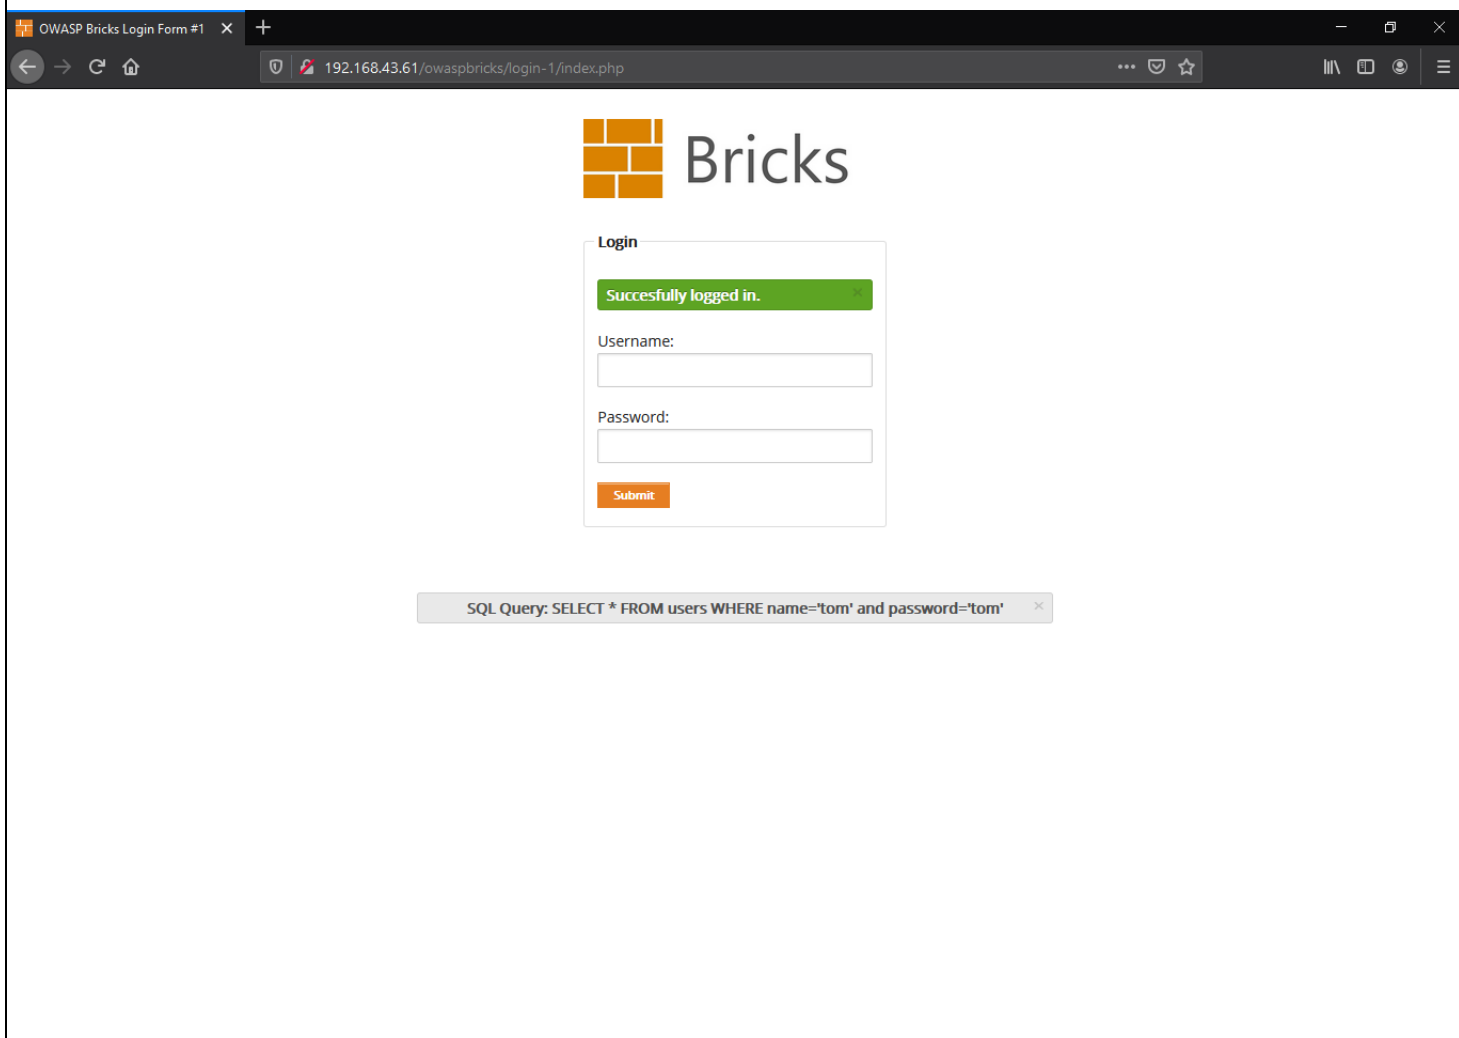 OWASP Bricks Login Form #1
192.168.43.61/owaspbricks/login-1/index.php
Bricks
Login
Succesfully logged in.
Username:
Password:
Submit
SQL Query: SELECT * FROM users WHERE name='tom' and password='tom'